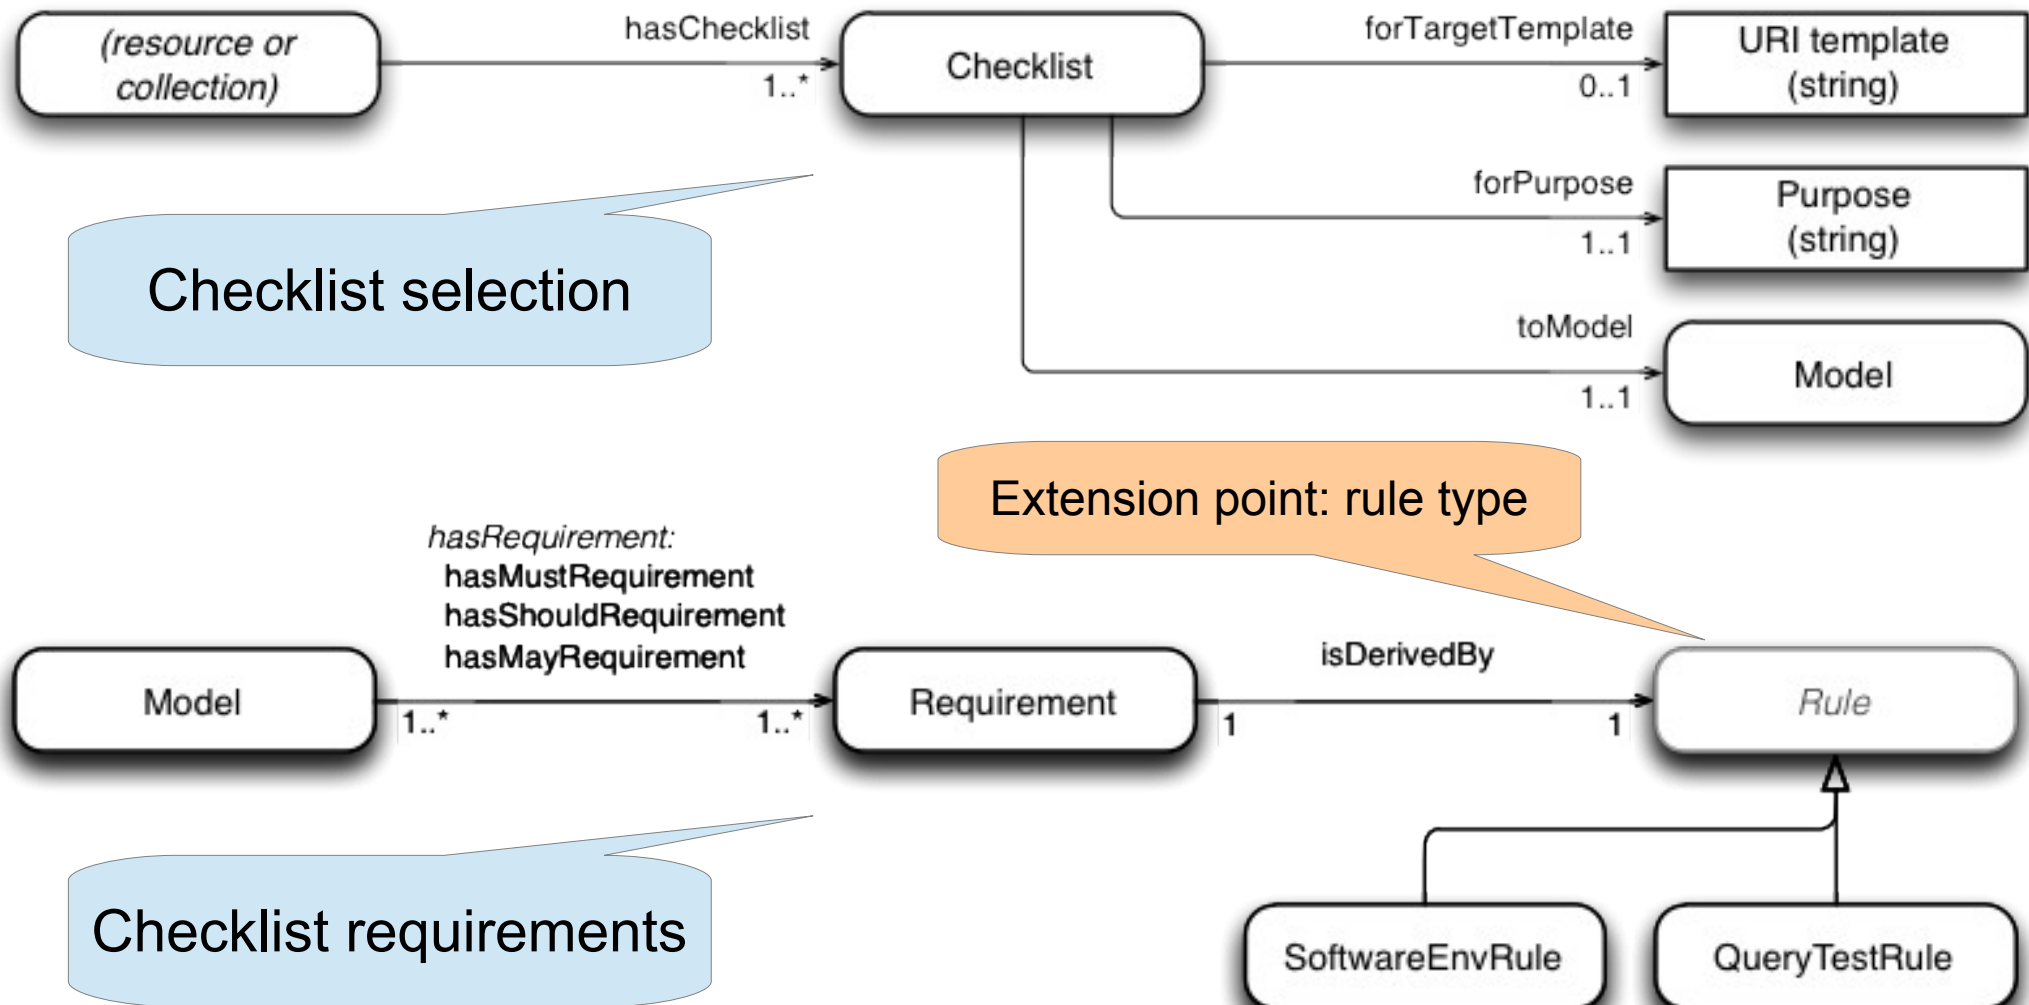 (resource or
collection)
hasChecklist
1..*
Checklist
forTargetTemplate
0..1
URI template
(string)
forPurpose
1..1
Purpose
(string)
toModel
1..1
Model
Checklist selection
Extension point: rule type
hasRequirement:
hasMustRequirement
hasShouldRequirement
hasMayRequirement
Model
1..*
1..*
Requirement
isDerivedBy
1
1
Rule
Checklist requirements
SoftwareEnvRule
QueryTestRule